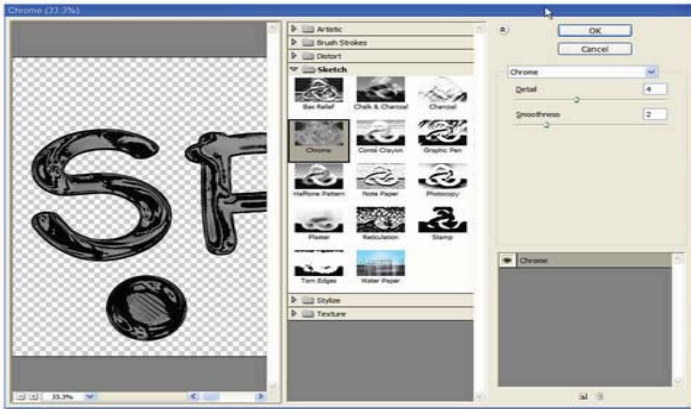 Chrome (33.3%)
SP
33.3%
Artistic
Brush Strokes
Distort
Sketch
Bas Relief Chalk & Charcoal Charcoal
Chrome Conté Crayon Graphic Pen
Halftone Pattern Note Paper Photocopy
Plaster Reticulation Stamp
Torn Edges Water Paper
Stylize
Texture
OK
Cancel
Chrome
Detail 4
Smoothness 2
Chrome